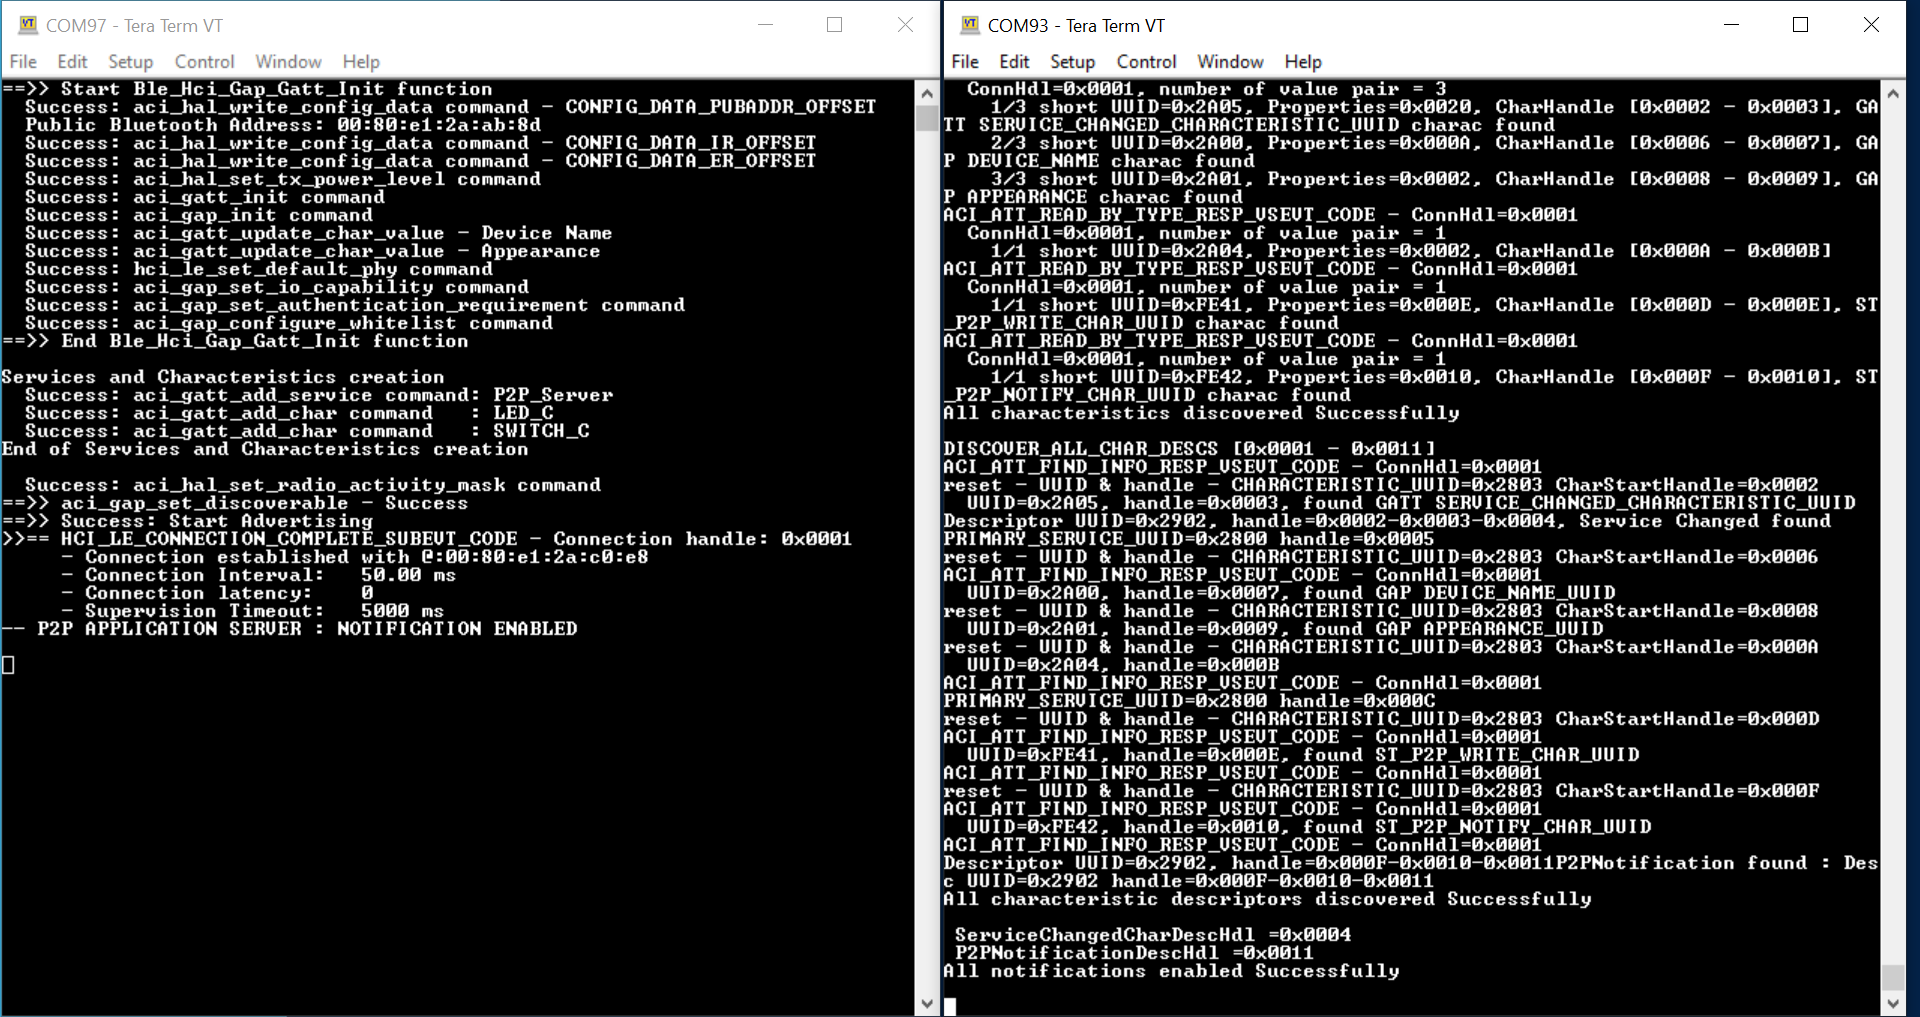 COM97 - Tera Term VT
File Edit Setup Control Window Help
==>> Start Ble_Hci_Gap_Gatt_Init function
  Success: aci_hal_write_config_data command - CONFIG_DATA_PUBADDR_OFFSET
  Public Bluetooth Address: 00:80:e1:2a:ab:8d
  Success: aci_hal_write_config_data command - CONFIG_DATA_IR_OFFSET
  Success: aci_hal_write_config_data command - CONFIG_DATA_ER_OFFSET
  Success: aci_hal_set_tx_power_level command
  Success: aci_gatt_init command
  Success: aci_gap_init command
  Success: aci_gatt_update_char_value - Device Name
  Success: aci_gatt_update_char_value - Appearance
  Success: hci_le_set_default_phy command
  Success: aci_gap_set_io_capability command
  Success: aci_gap_set_authentication_requirement command
  Success: aci_gap_configure_whitelist command
==>> End Ble_Hci_Gap_Gatt_Init function
Services and Characteristics creation
  Success: aci_gatt_add_service command: P2P_Server
  Success: aci_gatt_add_char command   : LED_C
  Success: aci_gatt_add_char command   : SWITCH_C
End of Services and Characteristics creation
  Success: aci_hal_set_radio_activity_mask command
==>> aci_gap_set_discoverable - Success
==>> Success: Start Advertising
>>== HCI_LE_CONNECTION_COMPLETE_SUBEVT_CODE - Connection handle: 0x0001
     - Connection established with @:00:80:e1:2a:c0:e8
     - Connection Interval:   50.00 ms
     - Connection latency:    0
     - Supervision Timeout:   5000 ms
-- P2P APPLICATION SERVER : NOTIFICATION ENABLED
COM93 - Tera Term VT
File Edit Setup Control Window Help
  ConnHdl=0x0001, number of value pair = 3
    1/3 short UUID=0x2A05, Properties=0x0020, CharHandle [0x0002 - 0x0003], GA
TT SERVICE_CHANGED_CHARACTERISTIC_UUID charac found
    2/3 short UUID=0x2A00, Properties=0x000A, CharHandle [0x0006 - 0x0007], GA
P DEVICE_NAME charac found
    3/3 short UUID=0x2A01, Properties=0x0002, CharHandle [0x0008 - 0x0009], GA
P APPEARANCE charac found
ACI_ATT_READ_BY_TYPE_RESP_VSEVT_CODE - ConnHdl=0x0001
  ConnHdl=0x0001, number of value pair = 1
    1/1 short UUID=0x2A04, Properties=0x0002, CharHandle [0x000A - 0x000B]
ACI_ATT_READ_BY_TYPE_RESP_VSEVT_CODE - ConnHdl=0x0001
  ConnHdl=0x0001, number of value pair = 1
    1/1 short UUID=0xFE41, Properties=0x000E, CharHandle [0x000D - 0x000E], ST
_P2P_WRITE_CHAR_UUID charac found
ACI_ATT_READ_BY_TYPE_RESP_VSEVT_CODE - ConnHdl=0x0001
  ConnHdl=0x0001, number of value pair = 1
    1/1 short UUID=0xFE42, Properties=0x0010, CharHandle [0x000F - 0x0010], ST
_P2P_NOTIFY_CHAR_UUID charac found
All characteristics discovered Successfully
DISCOVER_ALL_CHAR_DESCS [0x0001 - 0x0011]
ACI_ATT_FIND_INFO_RESP_VSEVT_CODE - ConnHdl=0x0001
reset - UUID & handle - CHARACTERISTIC_UUID=0x2803 CharStartHandle=0x0002
  UUID=0x2A05, handle=0x0003, found GATT SERVICE_CHANGED_CHARACTERISTIC_UUID
Descriptor UUID=0x2902, handle=0x0002-0x0003-0x0004, Service Changed found
PRIMARY_SERVICE_UUID=0x2800 handle=0x0005
reset - UUID & handle - CHARACTERISTIC_UUID=0x2803 CharStartHandle=0x0006
ACI_ATT_FIND_INFO_RESP_VSEVT_CODE - ConnHdl=0x0001
  UUID=0x2A00, handle=0x0007, found GAP DEVICE_NAME_UUID
reset - UUID & handle - CHARACTERISTIC_UUID=0x2803 CharStartHandle=0x0008
  UUID=0x2A01, handle=0x0009, found GAP APPEARANCE_UUID
reset - UUID & handle - CHARACTERISTIC_UUID=0x2803 CharStartHandle=0x000A
  UUID=0x2A04, handle=0x000B
ACI_ATT_FIND_INFO_RESP_VSEVT_CODE - ConnHdl=0x0001
PRIMARY_SERVICE_UUID=0x2800 handle=0x000C
reset - UUID & handle - CHARACTERISTIC_UUID=0x2803 CharStartHandle=0x000D
ACI_ATT_FIND_INFO_RESP_VSEVT_CODE - ConnHdl=0x0001
  UUID=0xFE41, handle=0x000E, found ST_P2P_WRITE_CHAR_UUID
ACI_ATT_FIND_INFO_RESP_VSEVT_CODE - ConnHdl=0x0001
reset - UUID & handle - CHARACTERISTIC_UUID=0x2803 CharStartHandle=0x000F
ACI_ATT_FIND_INFO_RESP_VSEVT_CODE - ConnHdl=0x0001
  UUID=0xFE42, handle=0x0010, found ST_P2P_NOTIFY_CHAR_UUID
ACI_ATT_FIND_INFO_RESP_VSEVT_CODE - ConnHdl=0x0001
Descriptor UUID=0x2902, handle=0x000F-0x0010-0x0011P2PNotification found : Des
c UUID=0x2902 handle=0x000F-0x0010-0x0011
All characteristic descriptors discovered Successfully
 ServiceChangedCharDescHdl =0x0004
 P2PNotificationDescHdl =0x0011
All notifications enabled Successfully